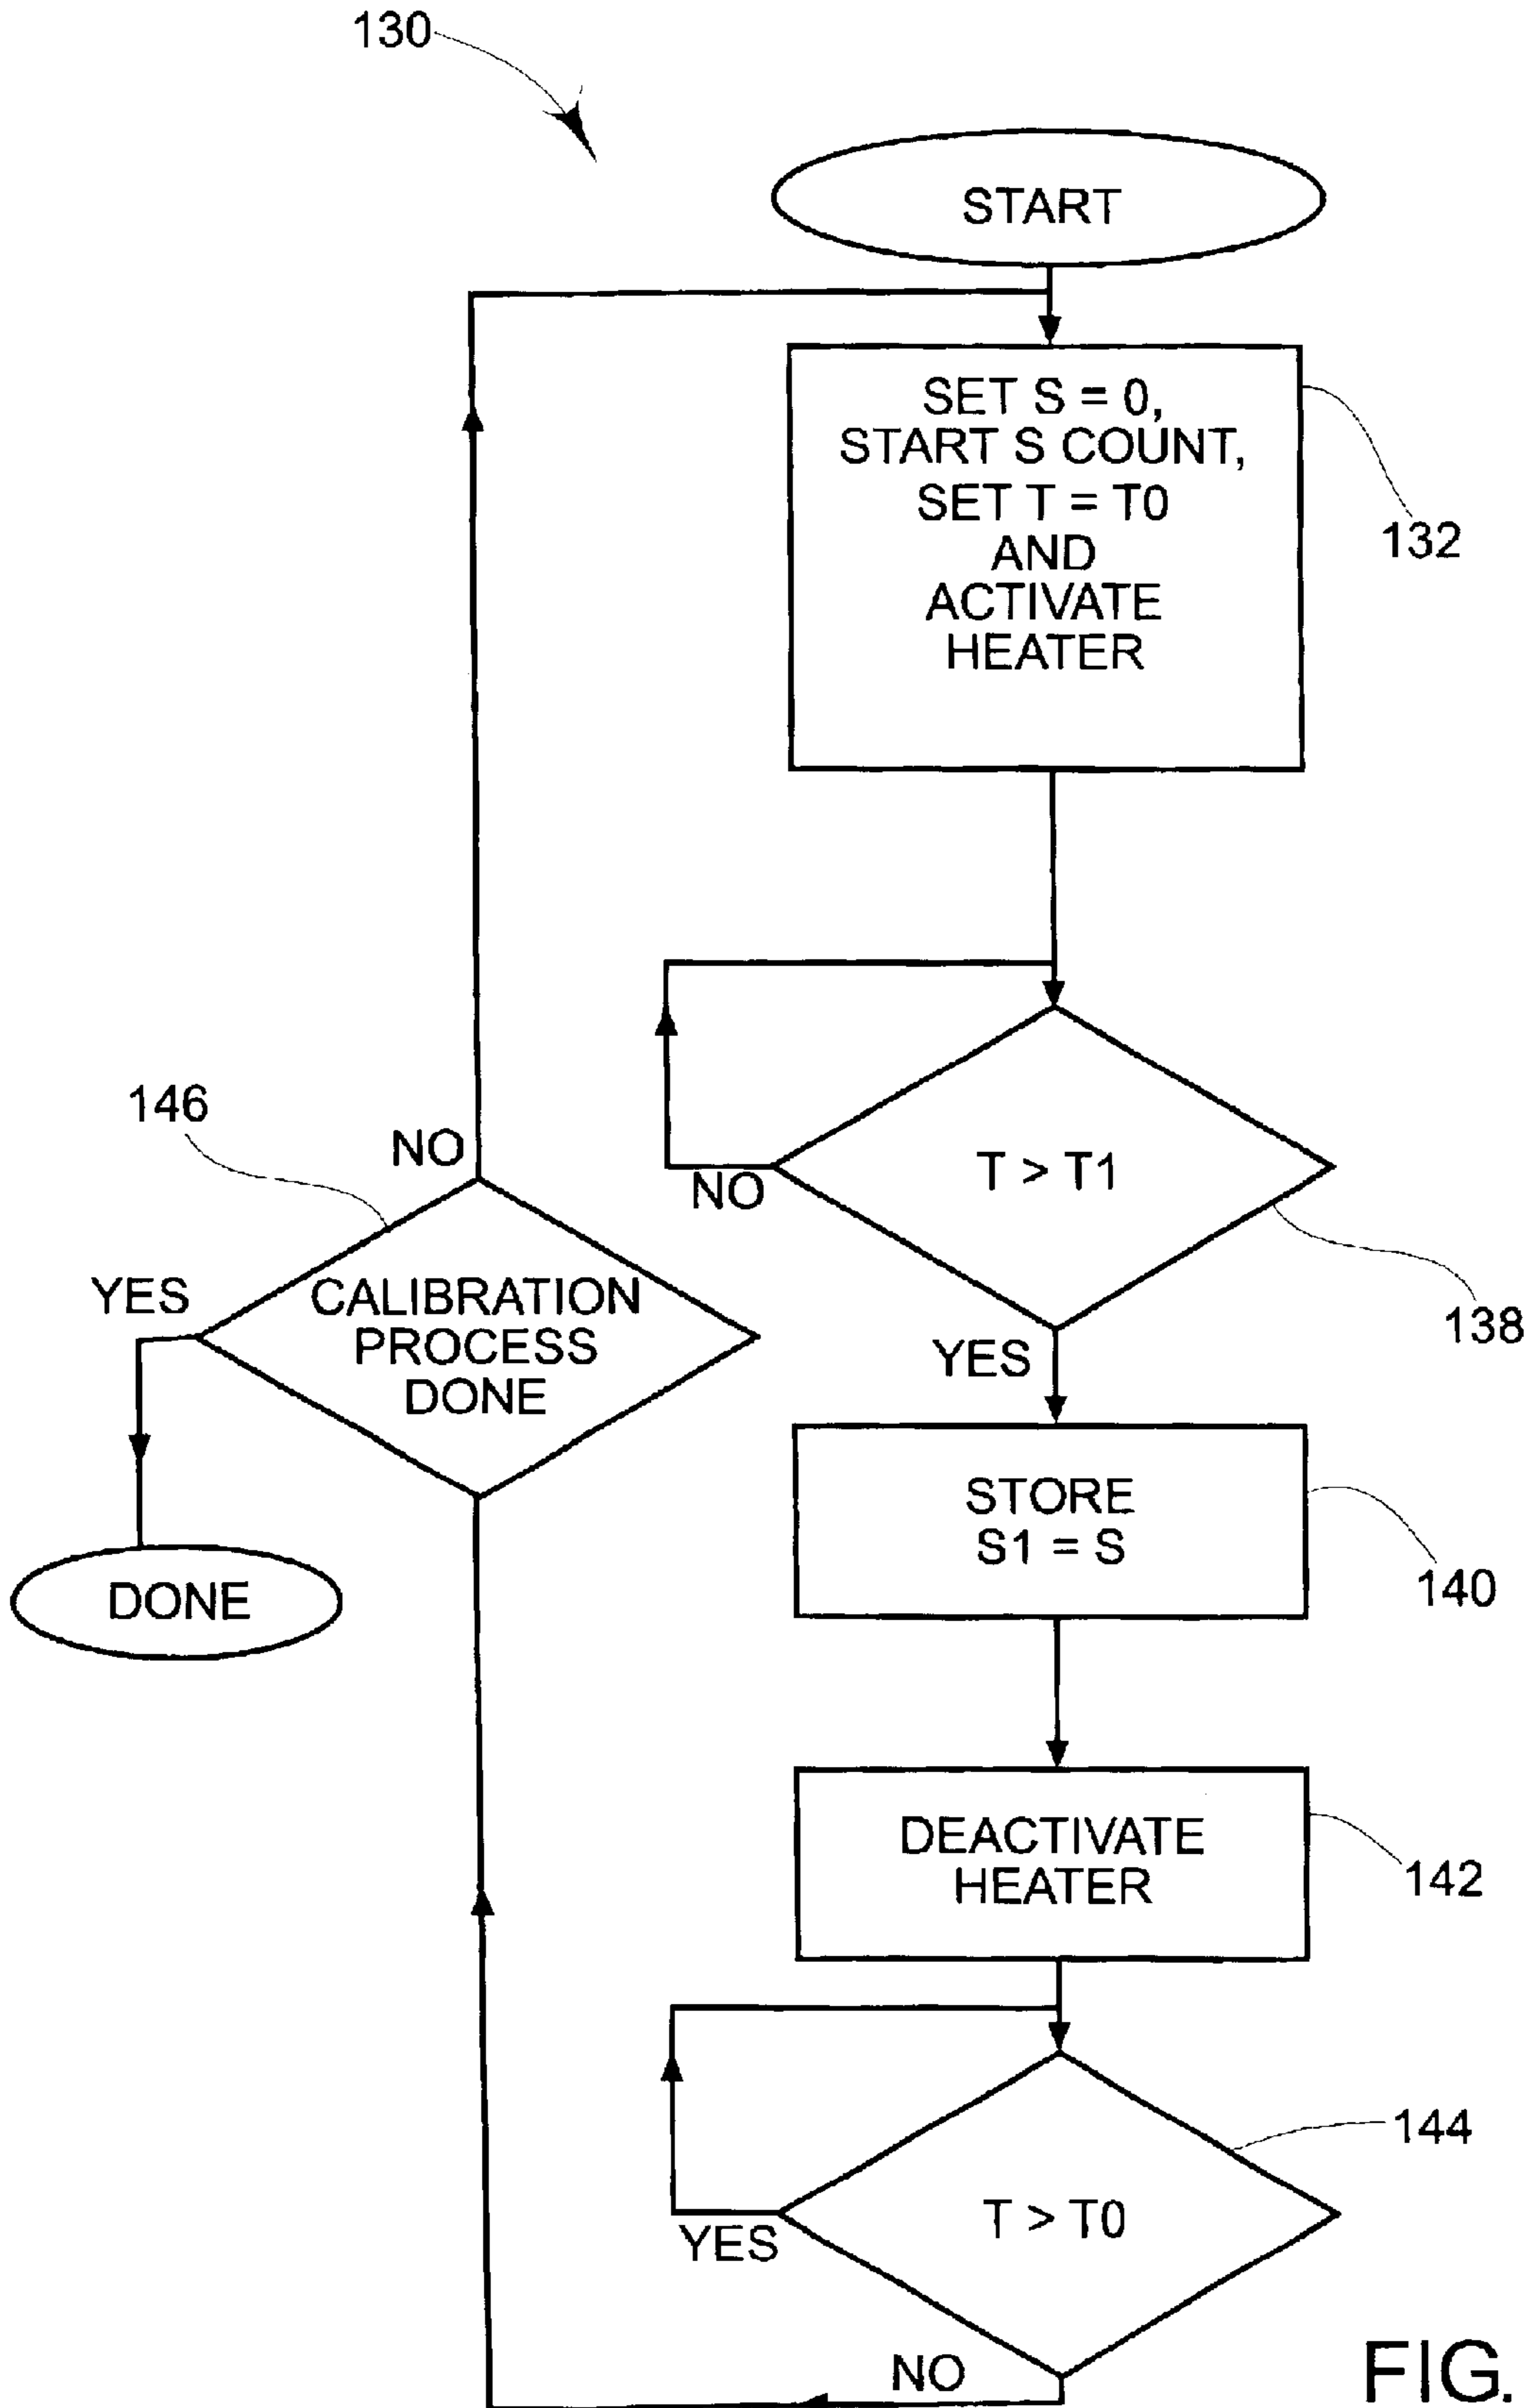 130
START
SET S = 0,
START S COUNT,
SET T = T0
AND
ACTIVATE
HEATER
132
T > T1
NO
138
YES
146
NO
YES
CALIBRATION
PROCESS
DONE
DONE
STORE
S1 = S
140
DEACTIVATE
HEATER
142
T > T0
144
YES
NO
FIG.